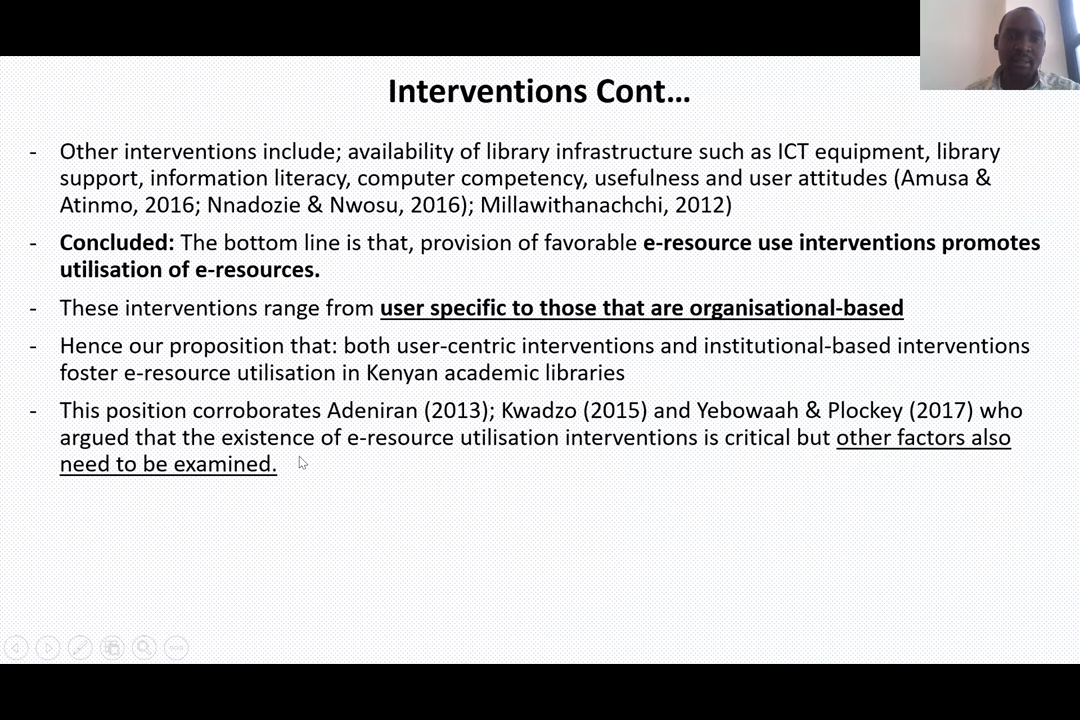 Interventions Cont...
- Other interventions include; availability of library infrastructure such as ICT equipment, library
support, information literacy, computer competency, usefulness and user attitudes (Amusa &
Atinmo, 2016; Nnadozie & Nwosu, 2016); Millawithanachchi, 2012)
- Concluded: The bottom line is that, provision of favorable e-resource use interventions promotes
utilisation of e-resources.
- These interventions range from user specific to those that are organisational-based
- Hence our proposition that: both user-centric interventions and institutional-based interventions
foster e-resource utilisation in Kenyan academic libraries
- This position corroborates Adeniran (2013); Kwadzo (2015) and Yebowaah & Plockey (2017) who
argued that the existence of e-resource utilisation interventions is critical but other factors also
need to be examined.